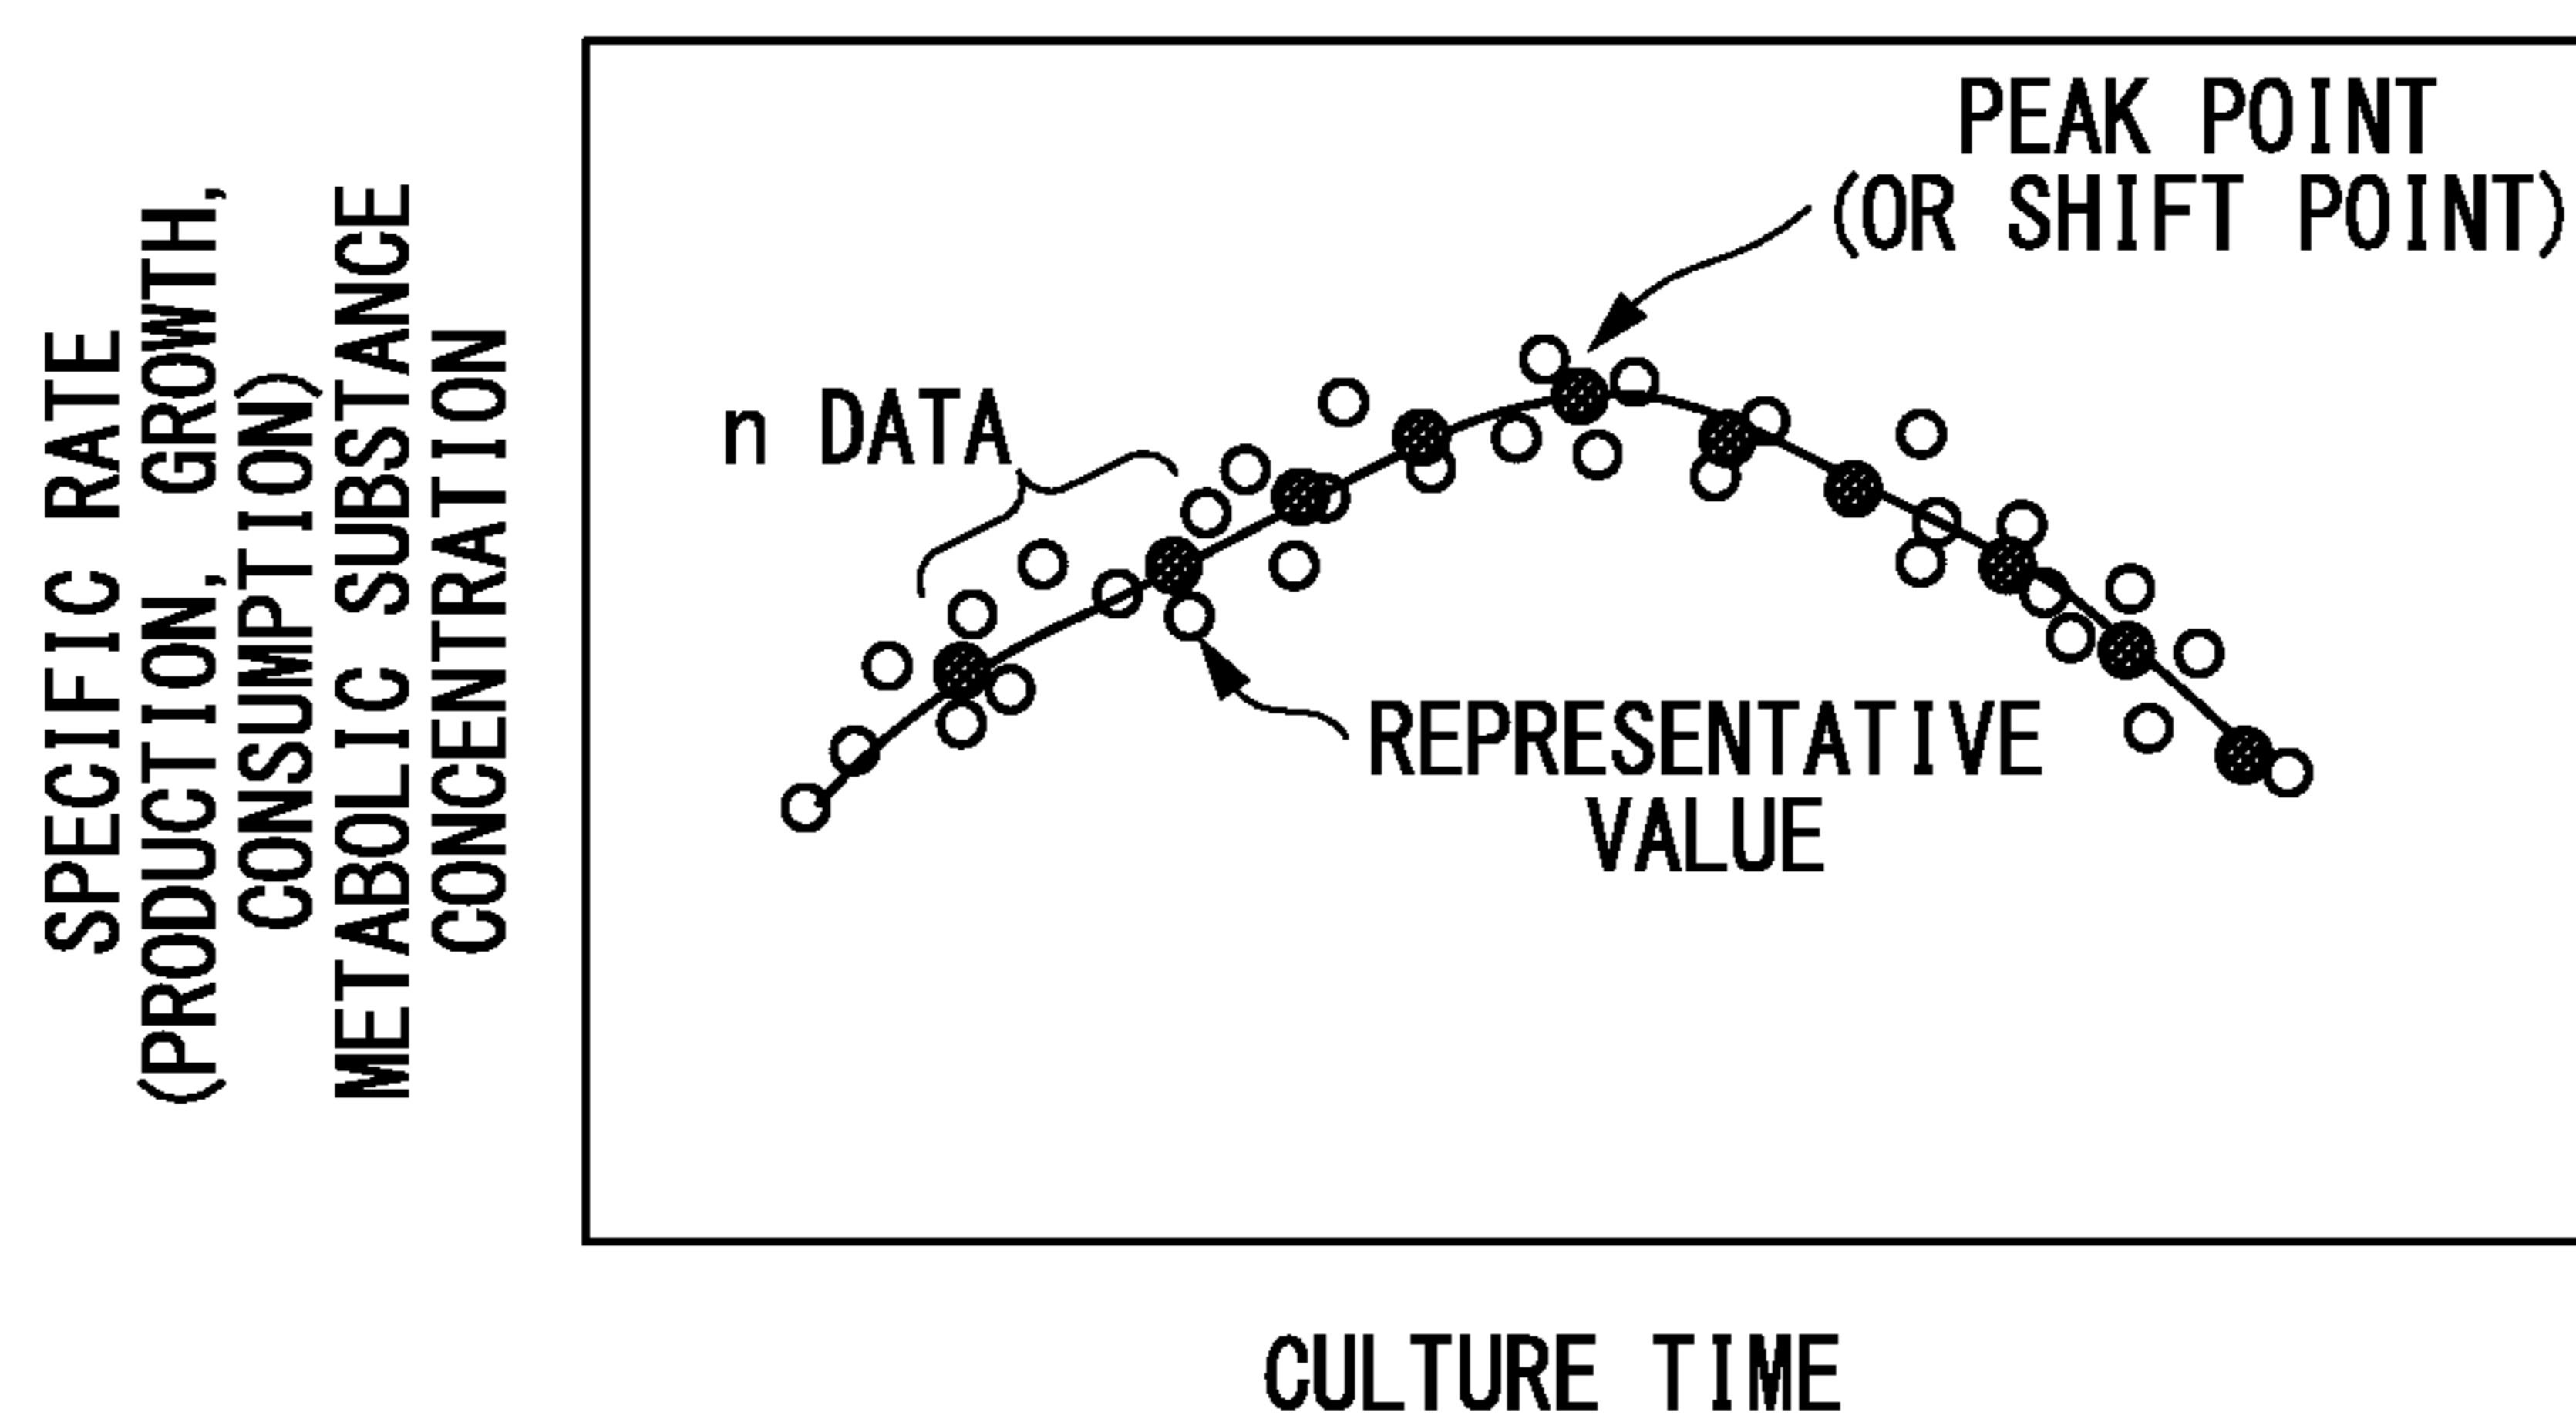 SPECIFIC RATE
(PRODUCTION, GROWTH,
CONSUMPTION)
METABOLIC SUBSTANCE
CONCENTRATION
PEAK POINT
(OR SHIFT POINT)
n DATA
REPRESENTATIVE
VALUE
CULTURE TIME